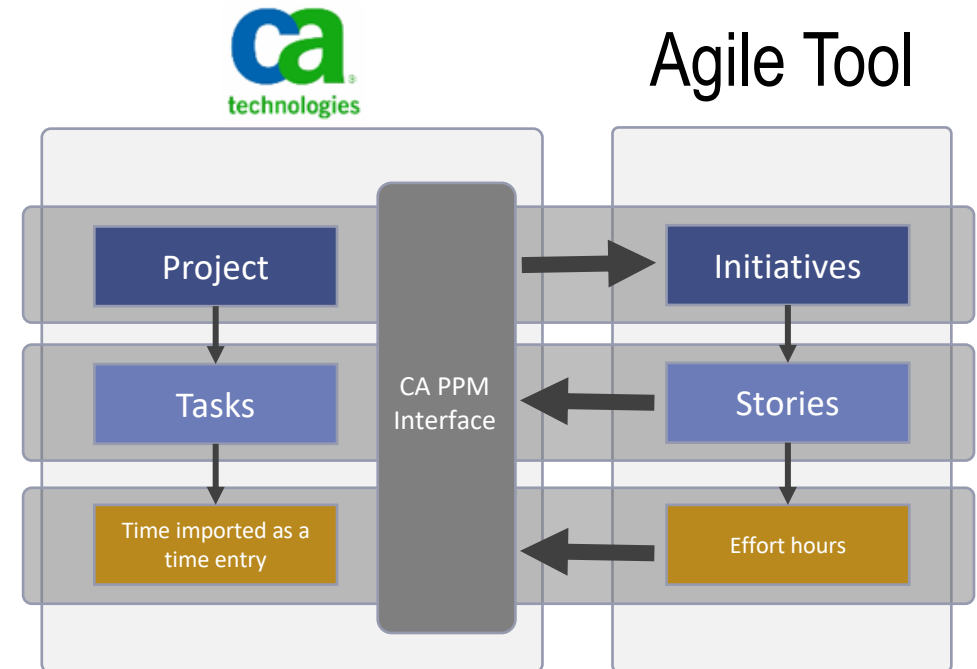 ca
technologies
Agile Tool
Project
Initiatives
Tasks
CA PPM
Interface
Stories
Time imported as a
time entry
Effort hours